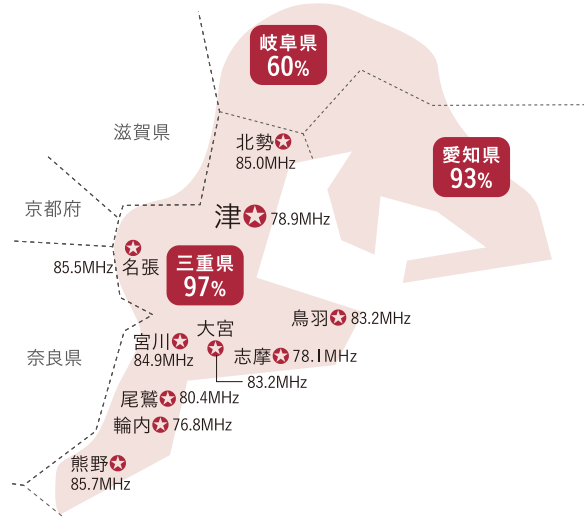 岐阜県
60%
滋賀県
北勢
85.0MHz
愛知県
93%
京都府
津 78.9MHz
85.5MHz 名張
三重県
97%
鳥羽 83.2MHz
大宮
宮川
84.9MHz
志摩 78.1MHz
奈良県
83.2MHz
尾鷲 80.4MHz
輪内 76.8MHz
熊野
85.7MHz